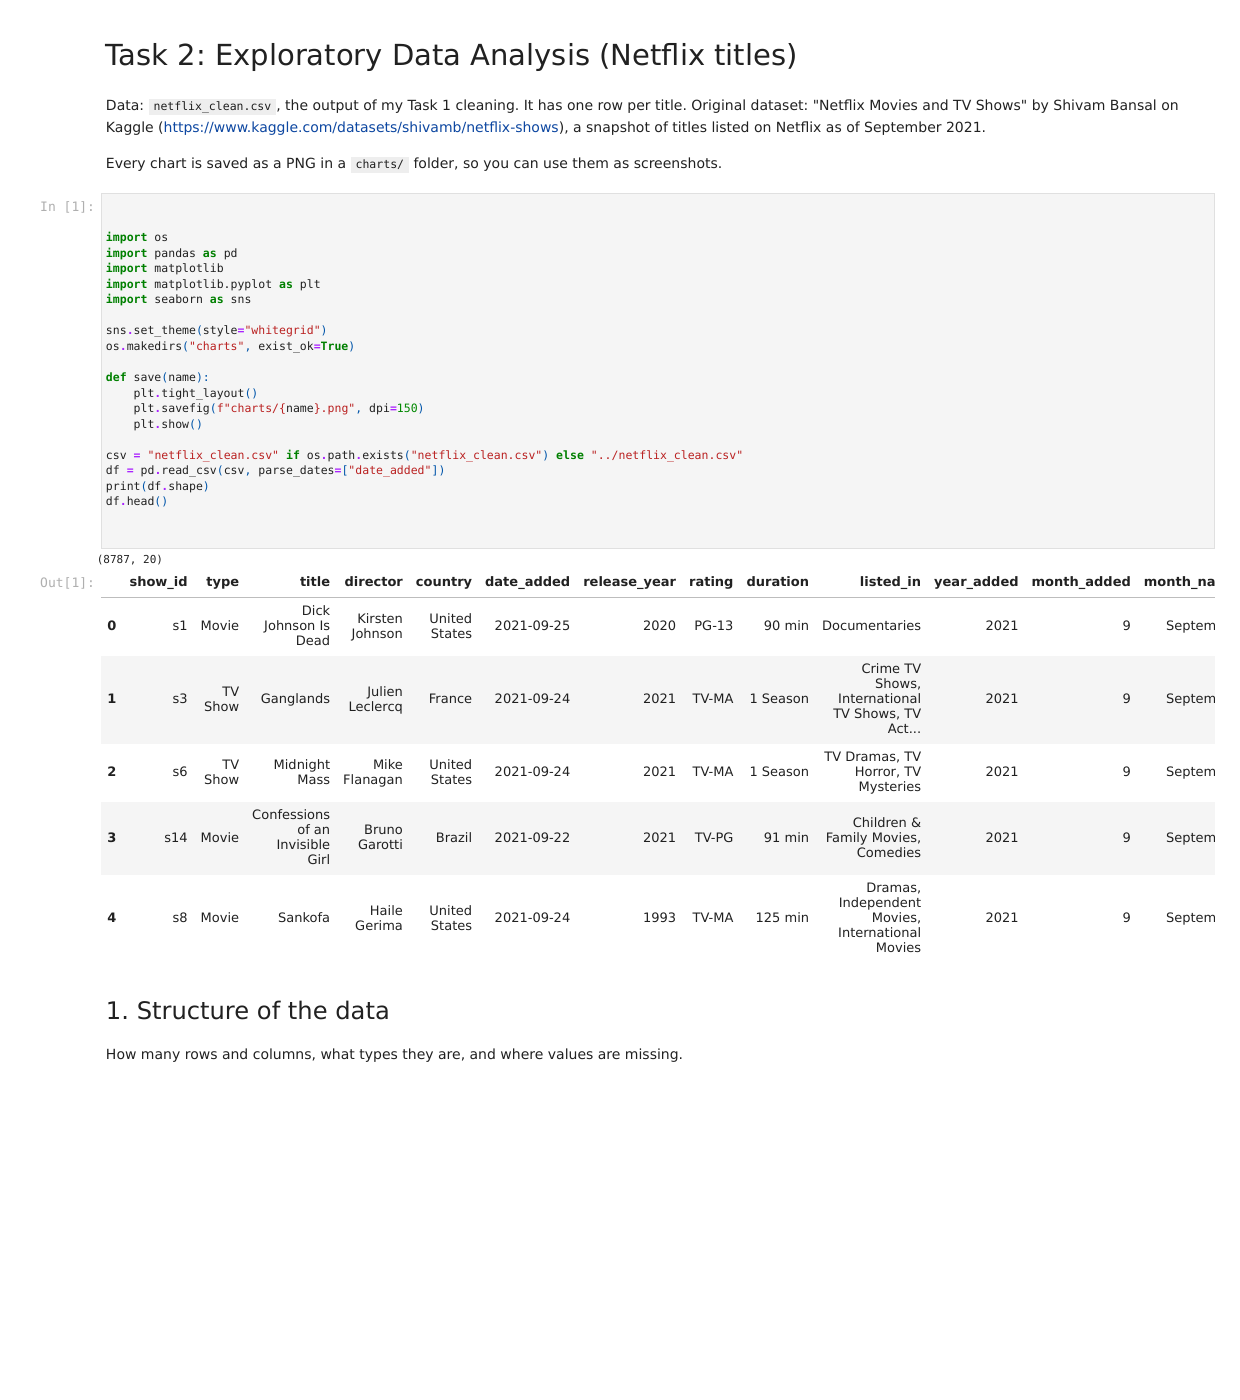 Task 2: Exploratory Data Analysis (Netflix titles)
Data: netflix_clean.csv, the output of my Task 1 cleaning. It has one row per title. Original dataset: "Netflix Movies and TV Shows" by Shivam Bansal on
Kaggle (https://www.kaggle.com/datasets/shivamb/netflix-shows), a snapshot of titles listed on Netflix as of September 2021.
Every chart is saved as a PNG in a charts/ folder, so you can use them as screenshots.
In [1]:
import os
import pandas as pd
import matplotlib
import matplotlib.pyplot as plt
import seaborn as sns
sns.set_theme(style="whitegrid")
os.makedirs("charts", exist_ok=True)
def save(name):
    plt.tight_layout()
    plt.savefig(f"charts/{name}.png", dpi=150)
    plt.show()
csv = "netflix_clean.csv" if os.path.exists("netflix_clean.csv") else "../netflix_clean.csv"
df = pd.read_csv(csv, parse_dates=["date_added"])
print(df.shape)
df.head()
(8787, 20)
Out[1]:
show_id type title director country date_added release_year rating duration listed_in year_added month_added month_na
0 s1 Movie Dick Johnson Is Dead Kirsten Johnson United States 2021-09-25 2020 PG-13 90 min Documentaries 2021 9 Septem
1 s3 TV Show Ganglands Julien Leclercq France 2021-09-24 2021 TV-MA 1 Season Crime TV Shows, International TV Shows, TV Act... 2021 9 Septem
2 s6 TV Show Midnight Mass Mike Flanagan United States 2021-09-24 2021 TV-MA 1 Season TV Dramas, TV Horror, TV Mysteries 2021 9 Septem
3 s14 Movie Confessions of an Invisible Girl Bruno Garotti Brazil 2021-09-22 2021 TV-PG 91 min Children & Family Movies, Comedies 2021 9 Septem
4 s8 Movie Sankofa Haile Gerima United States 2021-09-24 1993 TV-MA 125 min Dramas, Independent Movies, International Movies 2021 9 Septem
1. Structure of the data
How many rows and columns, what types they are, and where values are missing.